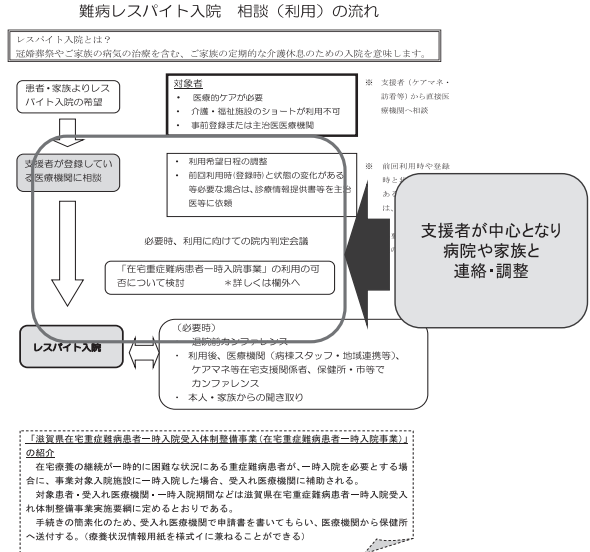 難病レスパイト入院　相談（利用）の流れ
レスパイト入院とは？
冠婚葬祭やご家族の病気の治療を含む、ご家族の定期的な介護休息のための入院を意味します。
患者・家族よりレス
パイト入院の希望
対象者
・　医療的ケアが必要
・　介護・福祉施設のショートが利用不可
・　事前登録または主治医医療機関
※　支援者（ケアマネ・
訪看等）から直接医
療機関へ相談
支援者が登録してい
る医療機関に相談
・　利用希望日程の調整
・　前回利用時（登録時）と状態の変化がある
等必要な場合は、診療情報提供書等を主治
医等に依頼
※　前回利用時や登録
時と
ある
は、
支援者が中心となり
病院や家族と
連絡・調整
必要時、利用に向けての院内判定会議
「在宅重症難病患者一時入院事業」の利用の可
否について検討　　　＊詳しくは欄外へ
レスパイト入院
（必要時）
・　退院前カンファレンス
・　利用後、医療機関（病棟スタッフ・地域連携等）、
ケアマネ等在宅支援関係者、保健所・市等で
カンファレンス
・　本人・家族からの聞き取り
「滋賀県在宅重症難病患者一時入院受入体制整備事業（在宅重症難病患者一時入院事業）」
の紹介
在宅療養の継続が一時的に困難な状況にある重症難病患者が、一時入院を必要とする場
合に、事業対象入院施設に一時入院した場合、受入れ医療機関に補助される。
対象患者・受入れ医療機関・一時入院期間などは滋賀県在宅重症難病患者一時入院受入
れ体制整備事業実施要綱に定めるとおりである。
手続きの簡素化のため、受入れ医療機関で申請書を書いてもらい、医療機関から保健所
へ送付する。（療養状況情報用紙を様式イに兼ねることができる）